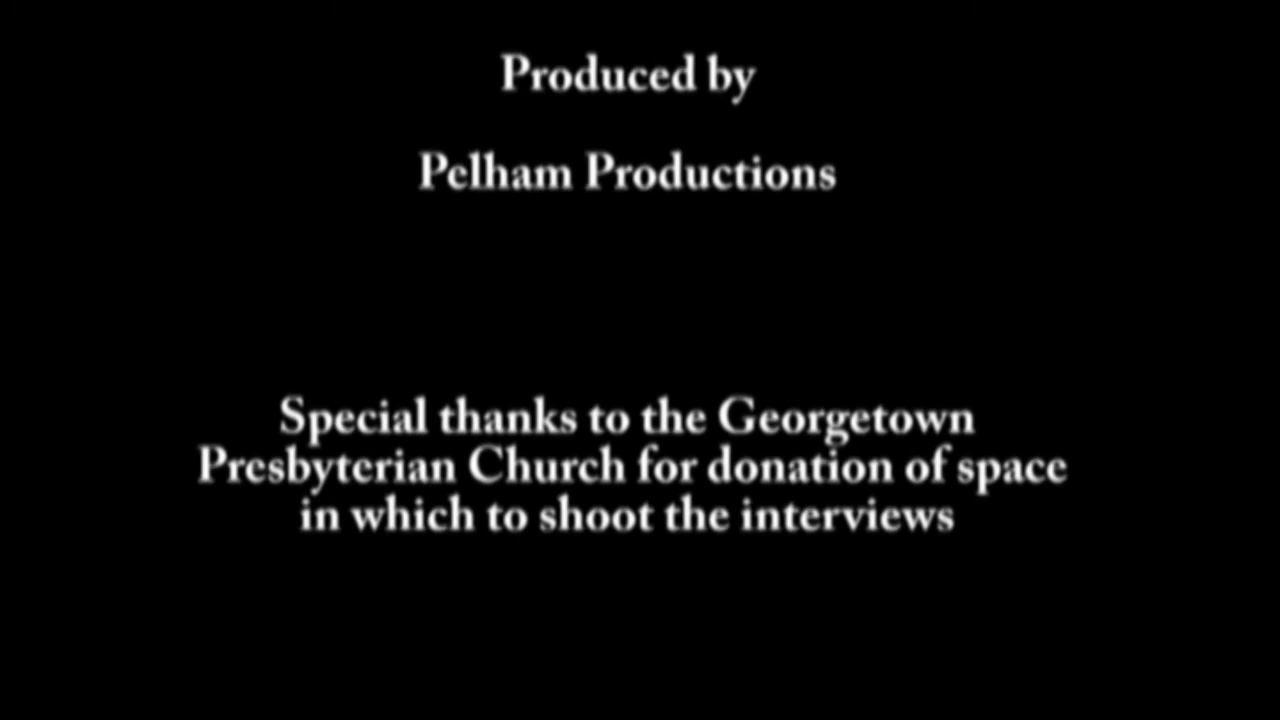 Produced by
Pelham Productions
Special thanks to the Georgetown
Presbyterian Church for donation of space
in which to shoot the interviews